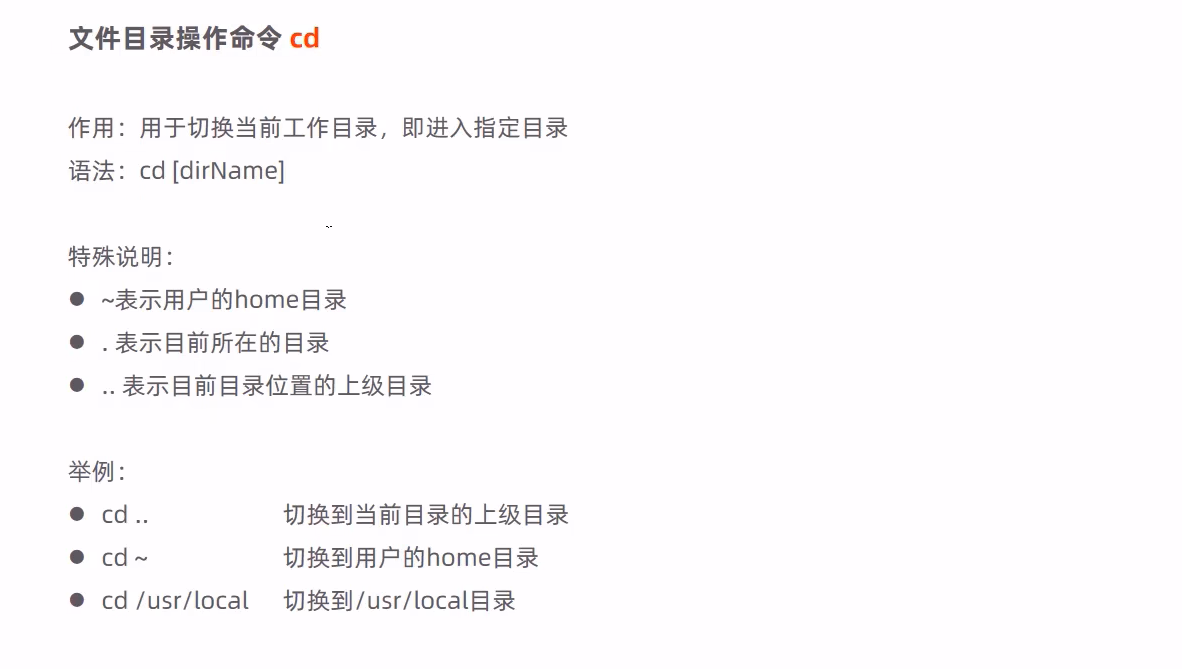 文件目录操作命令 cd
作用：用于切换当前工作目录，即进入指定目录
语法：cd [dirName]
特殊说明：
● ~表示用户的home目录
● . 表示目前所在的目录
● .. 表示目前目录位置的上级目录
举例：
● cd .. 切换到当前目录的上级目录
● cd ~ 切换到用户的home目录
● cd /usr/local 切换到/usr/local目录